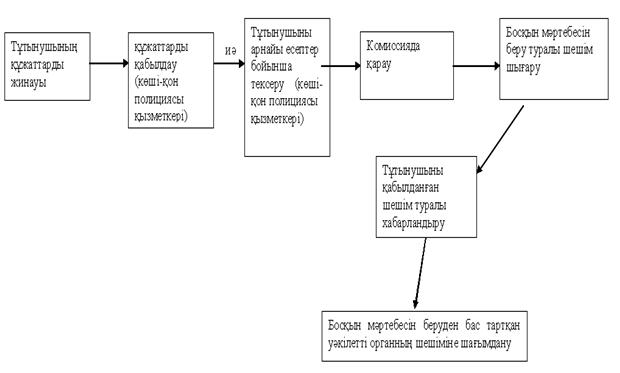 Тұтынушының
құжаттарды
жинауы
құжаттарды
қабылдау
(көші-қон
полициясы
қызметкері)
иә
Тұтынушыны
арнайы есептер
бойынша
тексеру (көші-
қон полициясы
қызметкері)
Комиссияда
қарау
Босқын мәртебесін
беру туралы шешім
шығару
Тұтынушыны
қабылданған
шешім туралы
хабарландыру
Босқын мәртебесін беруден бас тартқан
уәкілетті органның шешіміне шағымдану